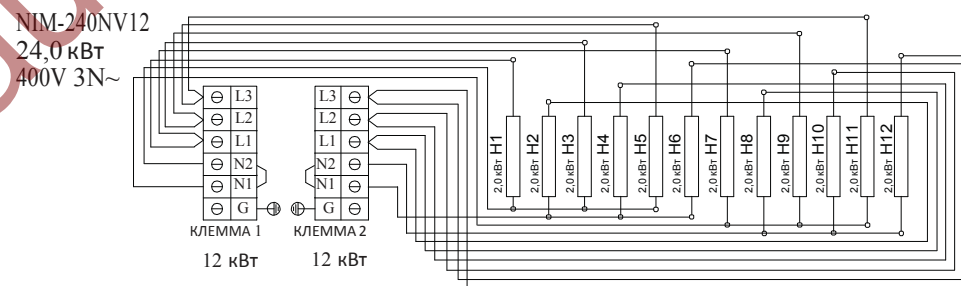 NIM-240NV12
24,0 кВт
400V 3N~
L3
L2
L1
N2
N1
G
КЛЕММА 1
12 кВт
L3
L2
L1
N2
N1
G
КЛЕММА 2
12 кВт
2,0 кВт H1
2,0 кВт H2
2,0 кВт H3
2,0 кВт H4
2,0 кВт H5
2,0 кВт H6
2,0 кВт H7
2,0 кВт H8
2,0 кВт H9
2,0 кВт H10
2,0 кВт H11
2,0 кВт H12